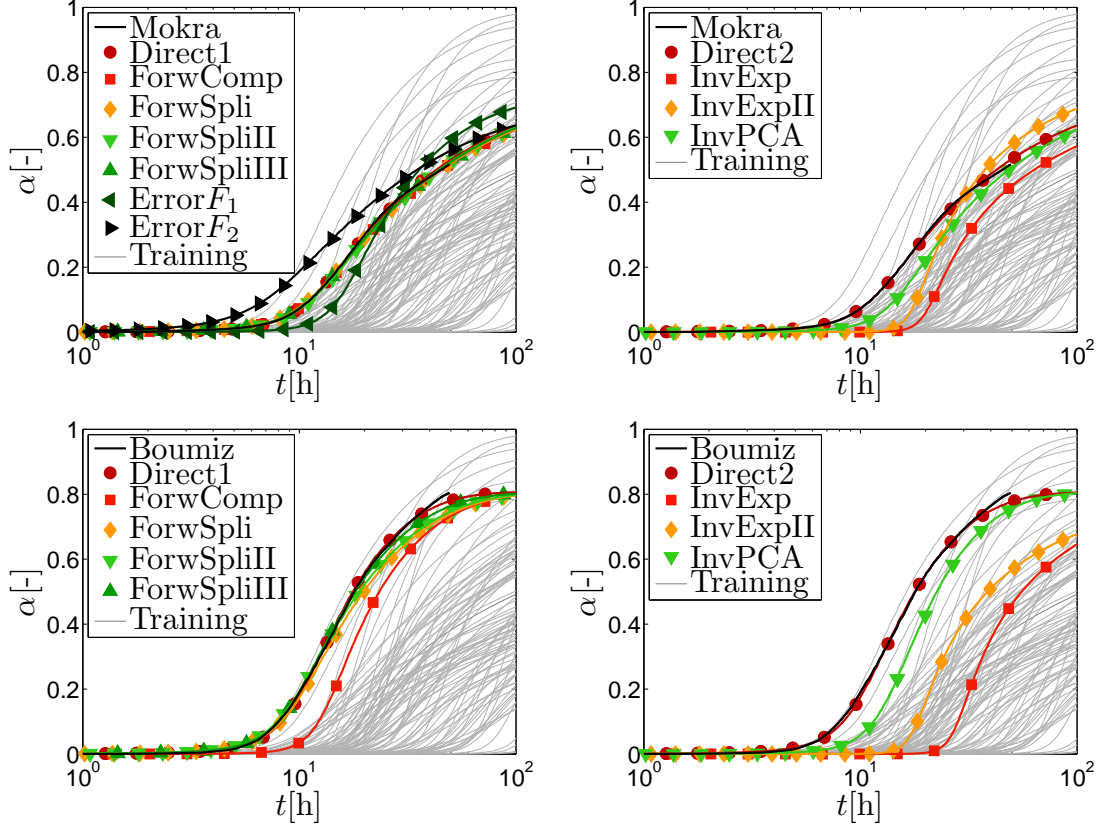 α[-]
1
0.8
0.6
0.4
0.2
0
10^0
10^1
10^2
t[h]
Mokra
Direct1
ForwComp
ForwSpli
ForwSpliII
ForwSpliIII
ErrorF_1
ErrorF_2
Training
α[-]
1
0.8
0.6
0.4
0.2
0
10^0
10^1
10^2
t[h]
Mokra
Direct2
InvExp
InvExpII
InvPCA
Training
α[-]
1
0.8
0.6
0.4
0.2
0
10^0
10^1
10^2
t[h]
Boumiz
Direct1
ForwComp
ForwSpli
ForwSpliII
ForwSpliIII
Training
α[-]
1
0.8
0.6
0.4
0.2
0
10^0
10^1
10^2
t[h]
Boumiz
Direct2
InvExp
InvExpII
InvPCA
Training